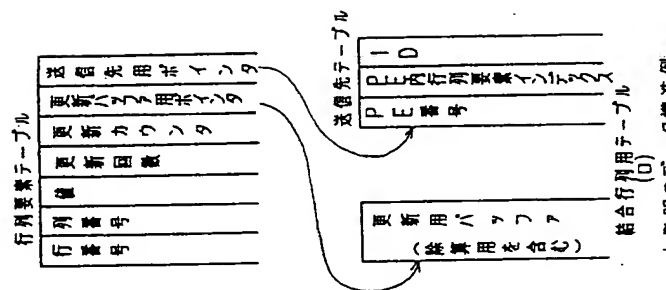 行列要素テーブル
行番号
列番号
値
更新回数
更新カウンタ
更新バッファ用ポインタ
送信先用ポインタ
更新用バッファ
(除算用を含む)
送信先テーブル
PE番号
PE内行列要素インデックス
ID
結合行列用テーブル
(ロ)